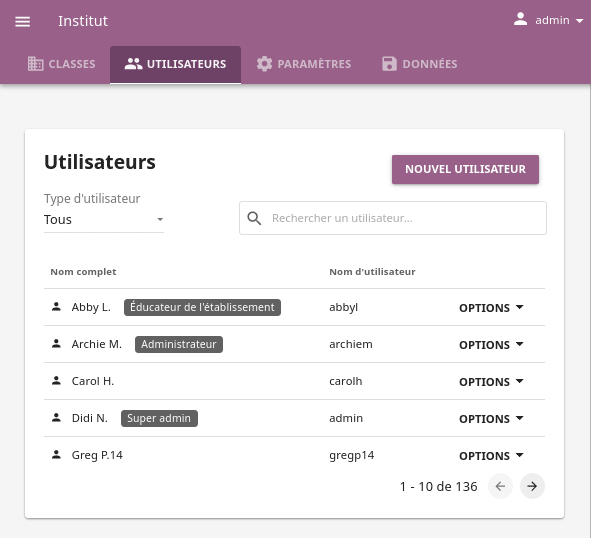 Institut
admin
CLASSES
UTILISATEURS
PARAMÈTRES
DONNÉES
Utilisateurs
NOUVEL UTILISATEUR
Type d'utilisateur
Tous
Rechercher un utilisateur...
Nom complet Nom d'utilisateur
Abby L. Éducateur de l'établissement abbyl OPTIONS
Archie M. Administrateur archiem OPTIONS
Carol H. carolh OPTIONS
Didi N. Super admin admin OPTIONS
Greg P.14 gregp14 OPTIONS
1 - 10 de 136